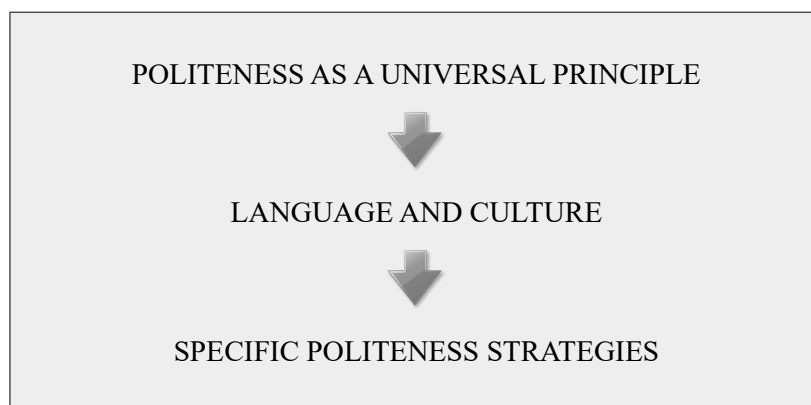 POLITENESS AS A UNIVERSAL PRINCIPLE
LANGUAGE AND CULTURE
SPECIFIC POLITENESS STRATEGIES